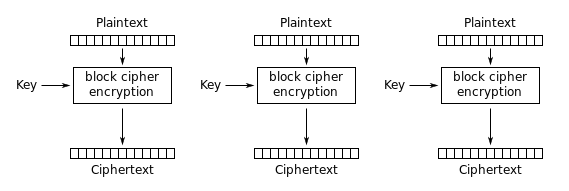 Plaintext Plaintext Plaintext
block cipher block cipher block cipher
Key Key Key
encryption encryption encryption
Ciphertext Ciphertext Ciphertext